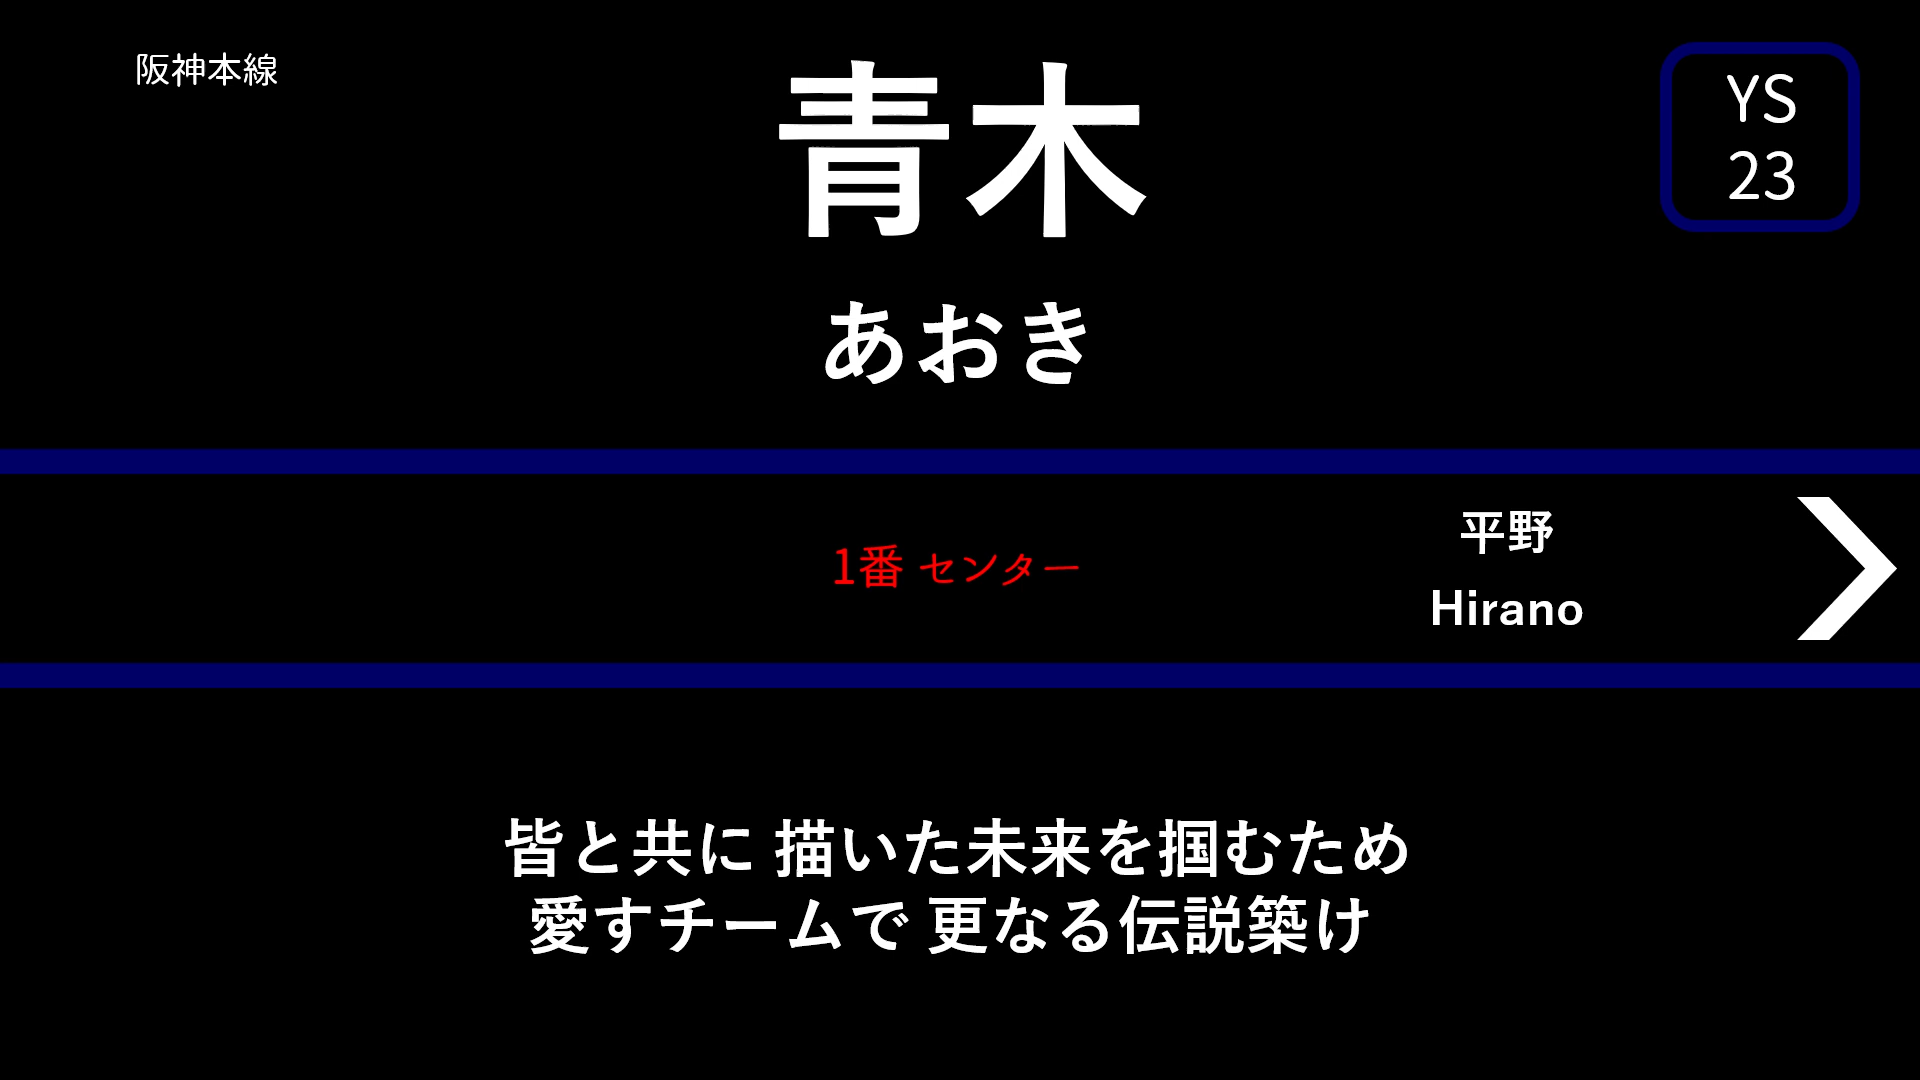 阪神本線
青木
YS
23
あおき
1番 センター
平野
Hirano
皆と共に 描いた未来を掴むため
愛すチームで 更なる伝説築け